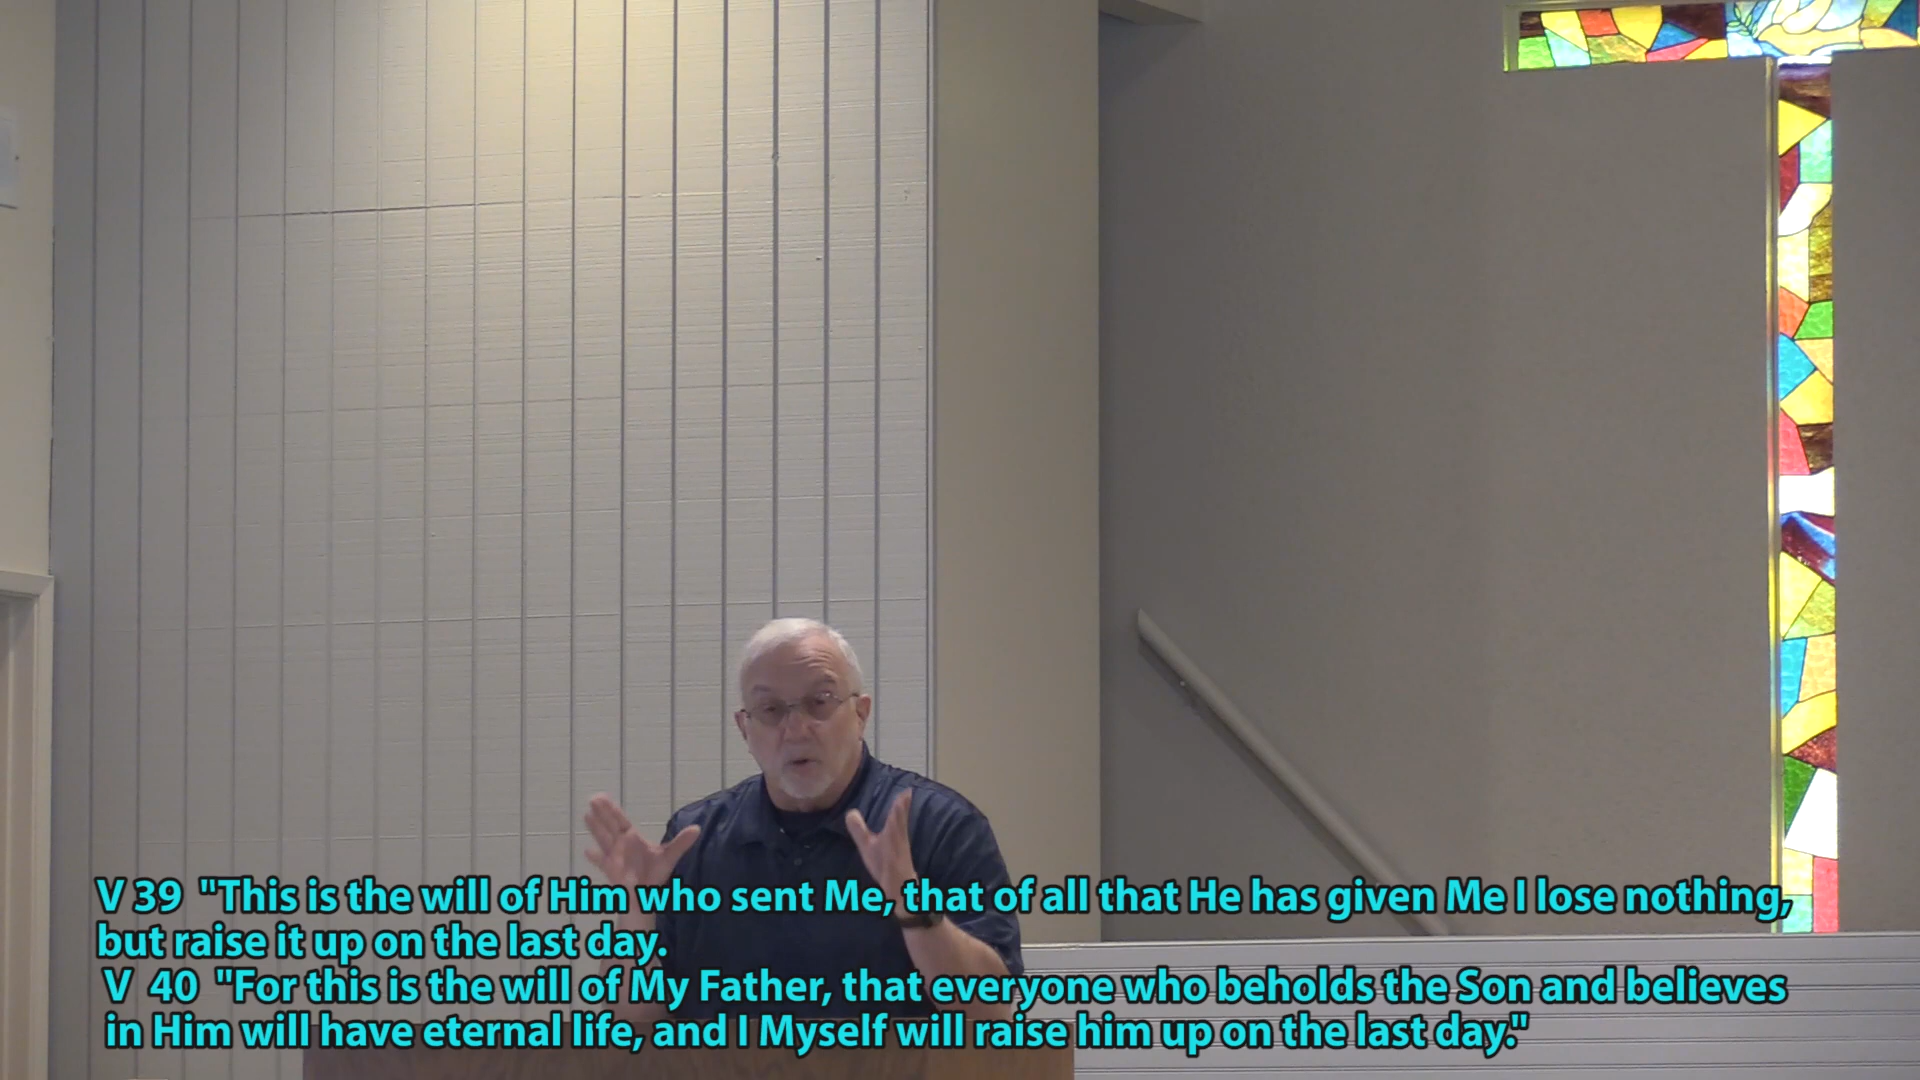 V 39 "This is the will of Him who sent Me, that of all that He has given Me I lose nothing,
but raise it up on the last day.
V 40 "For this is the will of My Father, that everyone who beholds the Son and believes
in Him will have eternal life, and I Myself will raise him up on the last day."